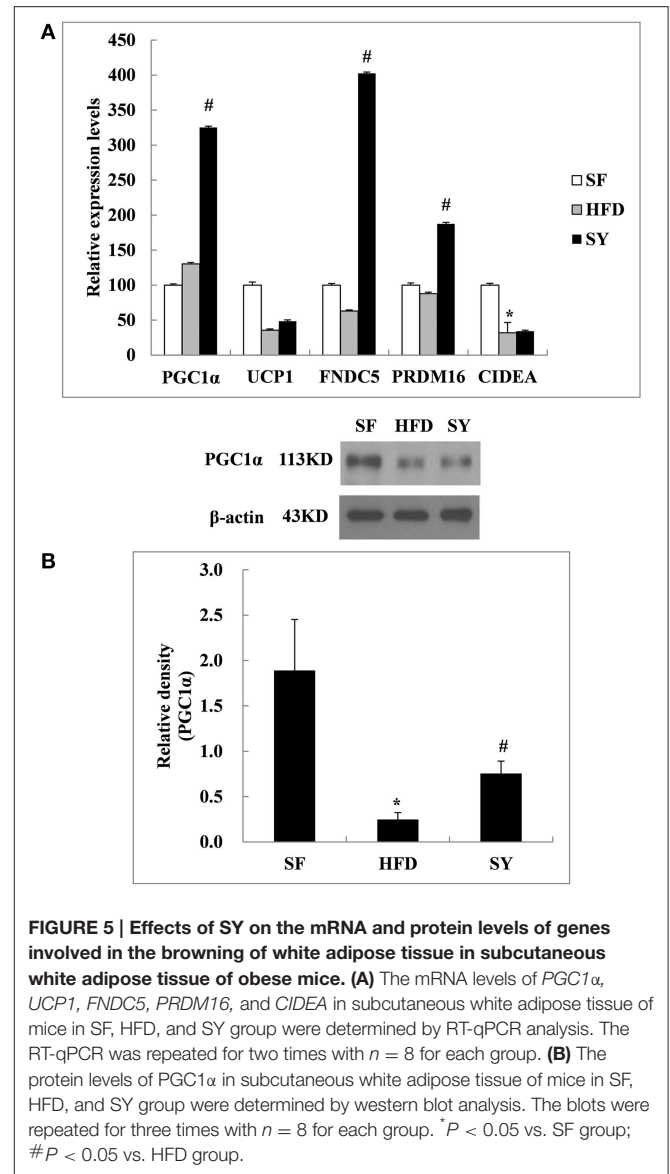 A
450
400
350
300
250
200
150
100
50
0
Relative expression levels
#
#
#
*
SF
HFD
SY
PGC1α UCP1 FNDC5 PRDM16 CIDEA
SF HFD SY
PGC1α 113KD
β-actin 43KD
B
3.0
2.5
2.0
1.5
1.0
0.5
0.0
Relative density
(PGC1α)
*
#
SF HFD SY
FIGURE 5 | Effects of SY on the mRNA and protein levels of genes
involved in the browning of white adipose tissue in subcutaneous
white adipose tissue of obese mice. (A) The mRNA levels of PGC1α,
UCP1, FNDC5, PRDM16, and CIDEA in subcutaneous white adipose tissue of
mice in SF, HFD, and SY group were determined by RT-qPCR analysis. The
RT-qPCR was repeated for two times with n = 8 for each group. (B) The
protein levels of PGC1α in subcutaneous white adipose tissue of mice in SF,
HFD, and SY group were determined by western blot analysis. The blots were
repeated for three times with n = 8 for each group. *P < 0.05 vs. SF group;
#P < 0.05 vs. HFD group.